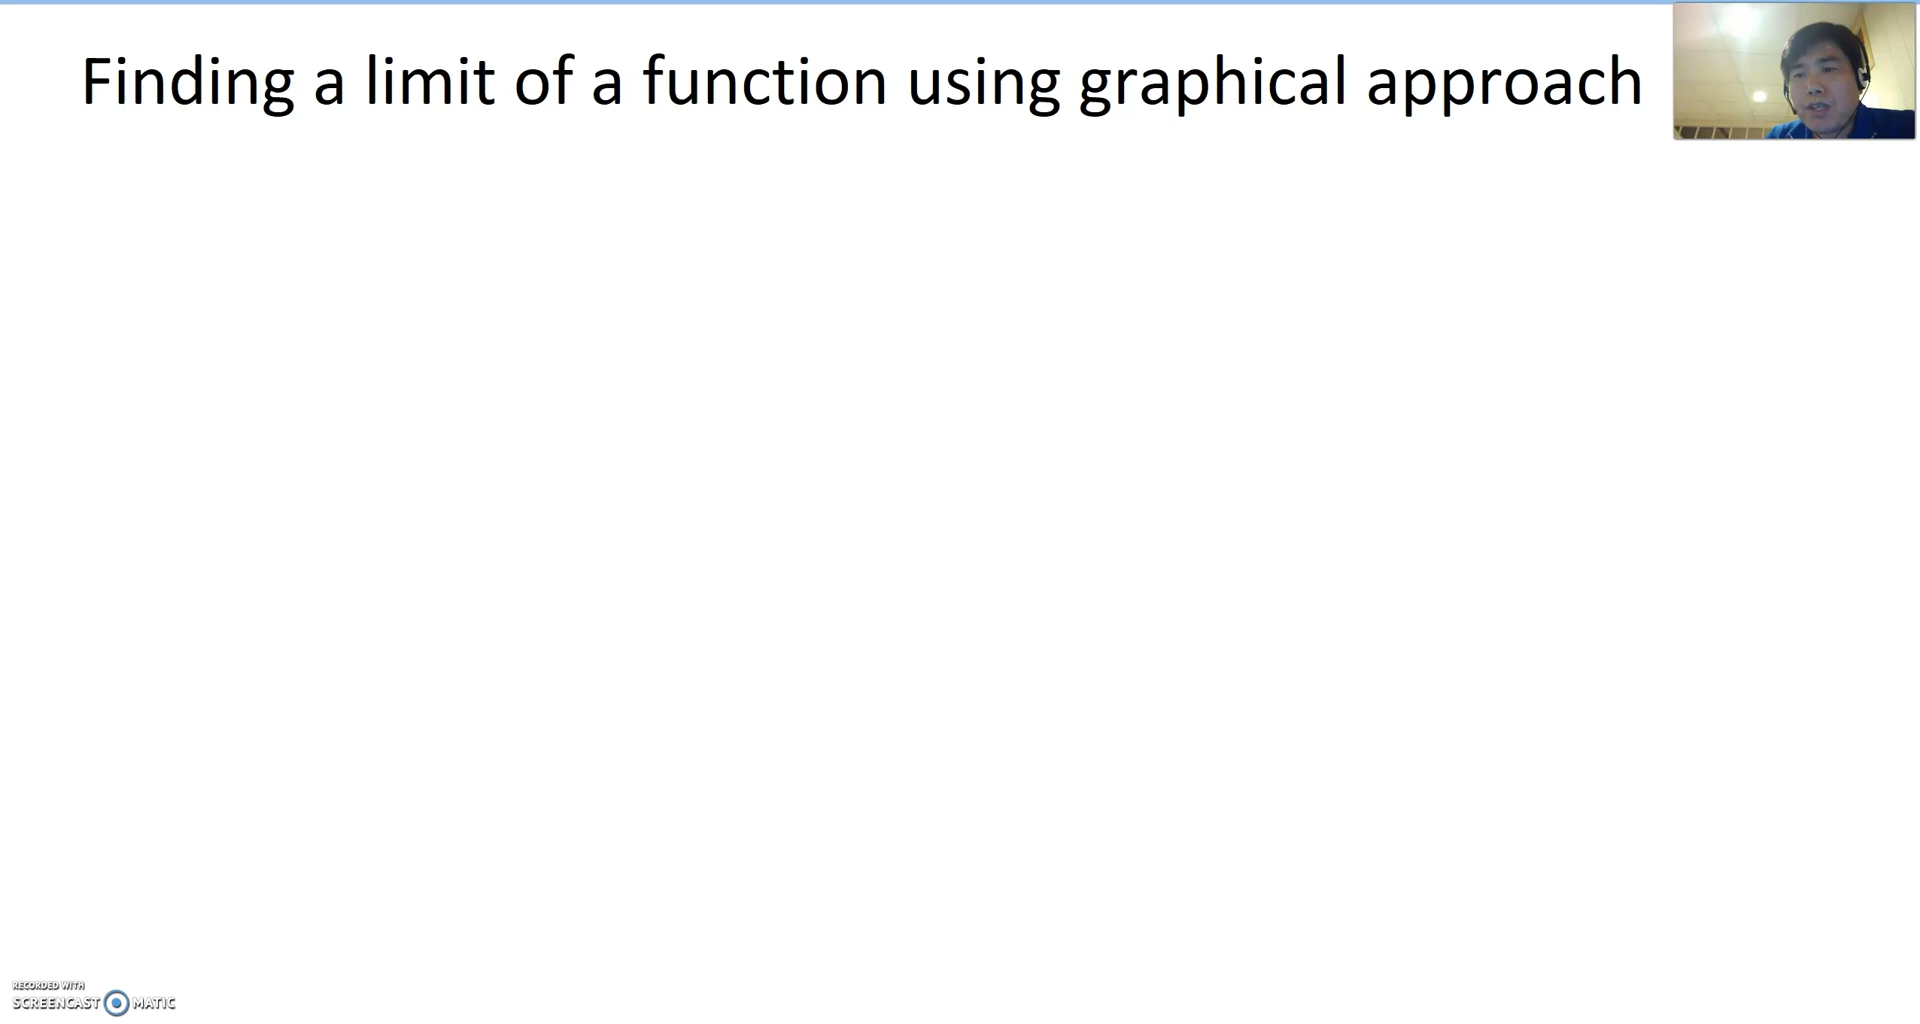 Finding a limit of a function using graphical approach
RECORDED WITH
SCREENCAST MATIC